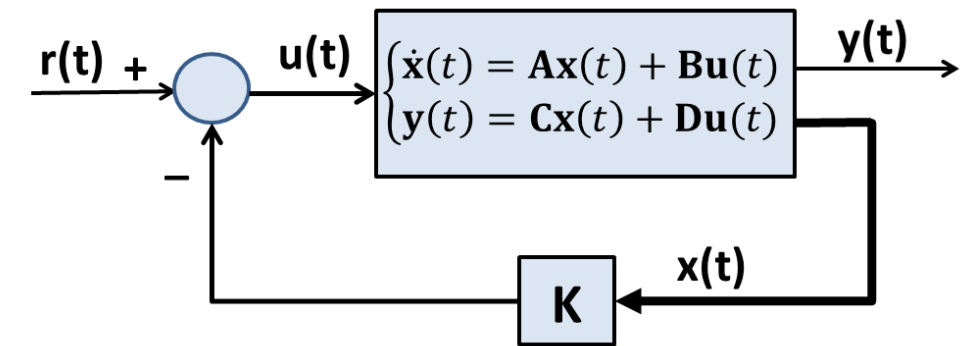 r(t) + u(t) y(t)
ẋ(t) = Ax(t) + Bu(t)
y(t) = Cx(t) + Du(t)
−
x(t)
K